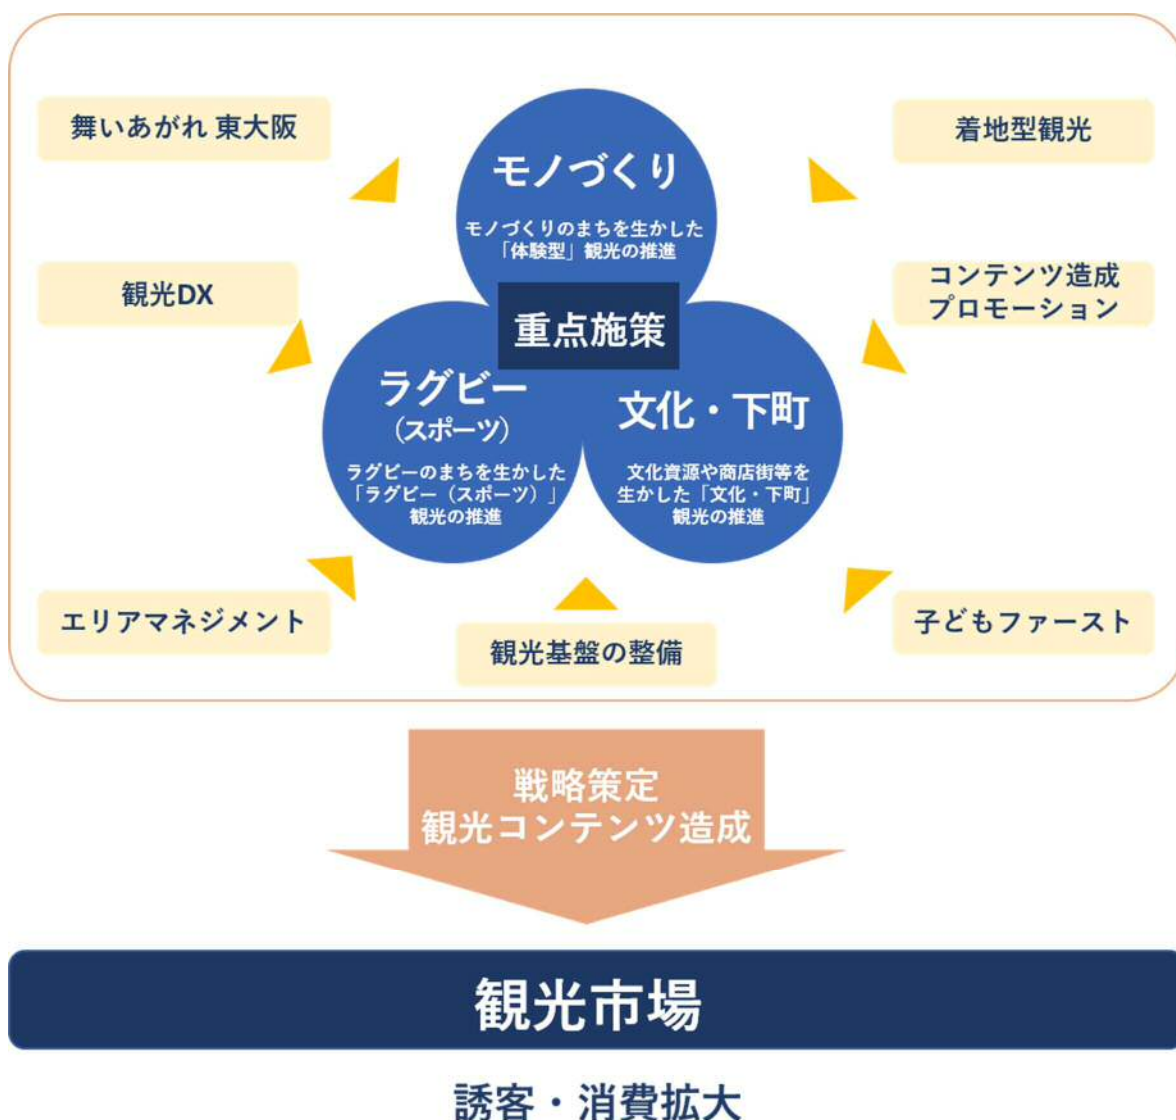 舞いあがれ 東大阪
着地型観光
モノづくり
モノづくりのまちを生かした
「体験型」観光の推進
観光DX
コンテンツ造成
プロモーション
重点施策
ラグビー
（スポーツ）
ラグビーのまちを生かした
「ラグビー（スポーツ）」
観光の推進
文化・下町
文化資源や商店街等を
生かした「文化・下町」
観光の推進
エリアマネジメント
観光基盤の整備
子どもファースト
戦略策定
観光コンテンツ造成
観光市場
誘客・消費拡大